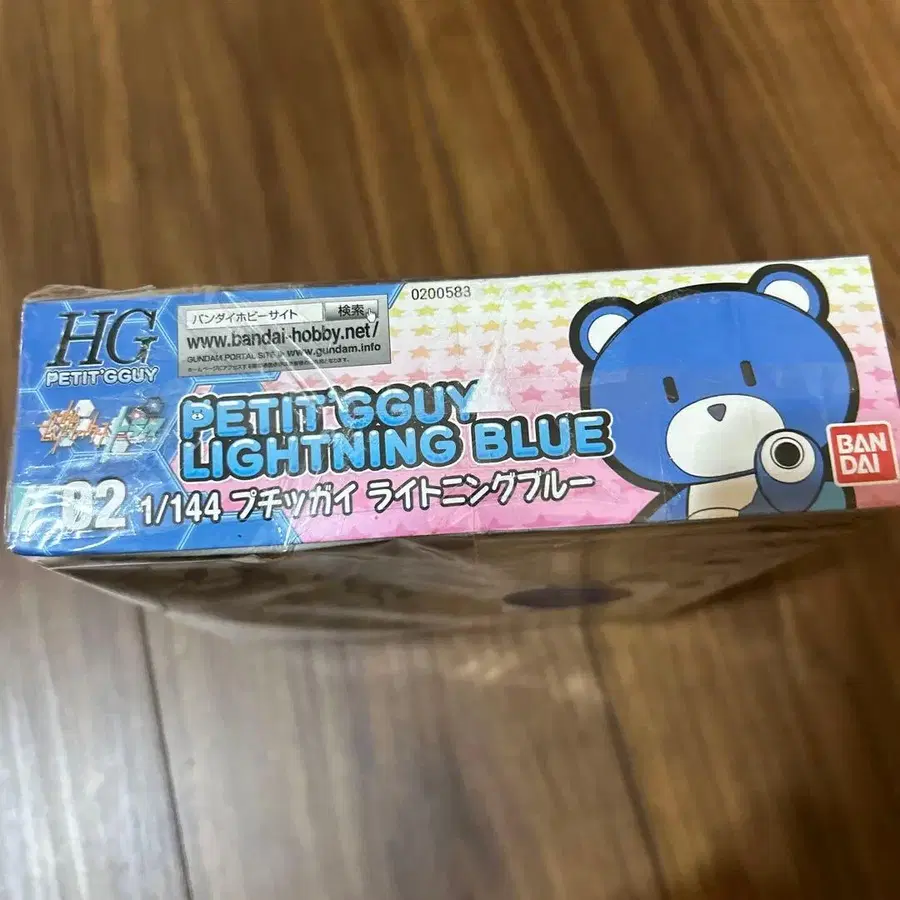 HG
PETIT'GGUY
バンダイホビーサイト 検索
www.bandai-hobby.net/
GUNDAM PORTAL SITE www.gundam.info
0200583
PETIT'GGUY
LIGHTNING BLUE
1/144 プチッガイ ライトニングブルー
BAN
DAI